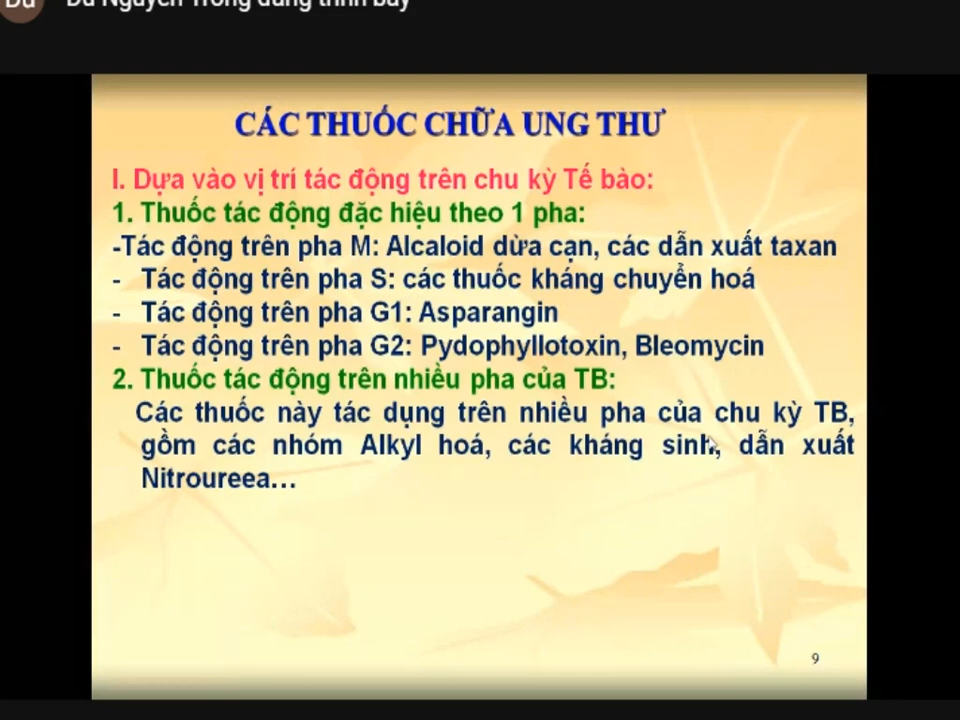 Du Nguyen Trong đang trình bày
CÁC THUỐC CHỮA UNG THƯ
I. Dựa vào vị trí tác động trên chu kỳ Tế bào:
1. Thuốc tác động đặc hiệu theo 1 pha:
-Tác động trên pha M: Alcaloid dừa cạn, các dẫn xuất taxan
- Tác động trên pha S: các thuốc kháng chuyển hoá
- Tác động trên pha G1: Asparangin
- Tác động trên pha G2: Pydophyllotoxin, Bleomycin
2. Thuốc tác động trên nhiều pha của TB:
Các thuốc này tác dụng trên nhiều pha của chu kỳ TB,
gồm các nhóm Alkyl hoá, các kháng sinh, dẫn xuất
Nitroureea...
9